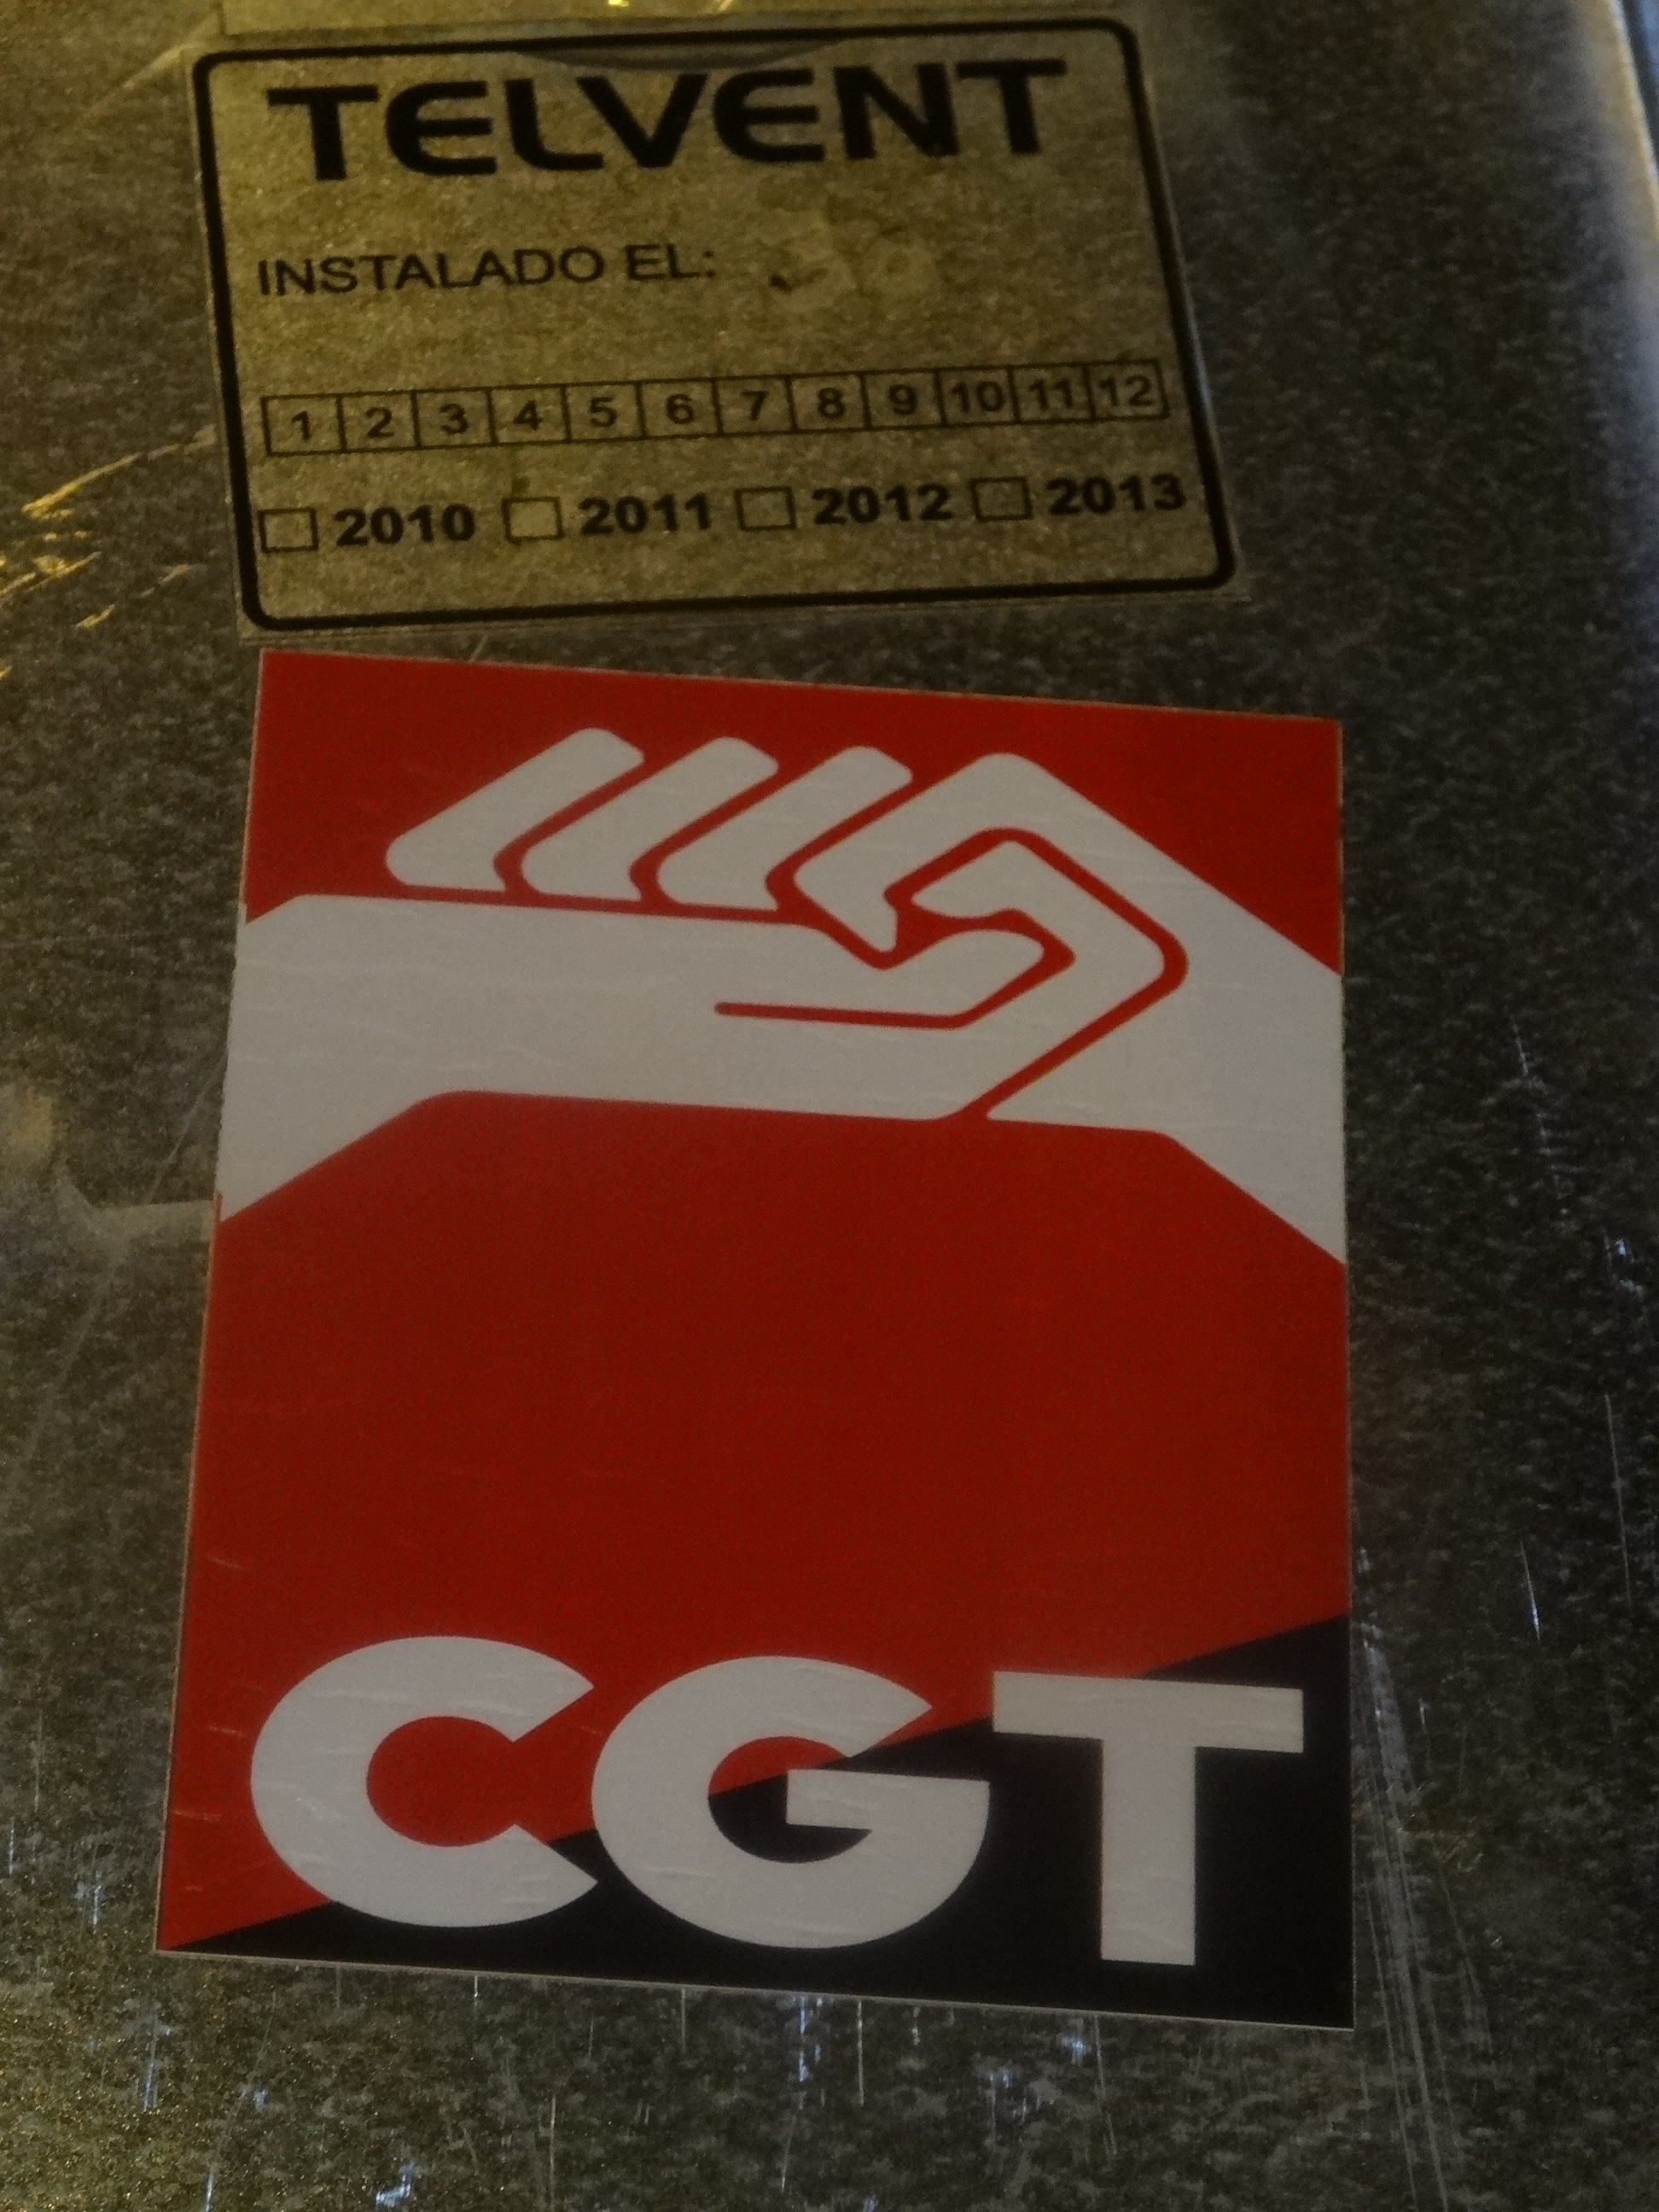 TELVENT
INSTALADO EL:
1 2 3 4 5 6 7 8 9 10 11 12
2010 2011 2012 2013
CGT